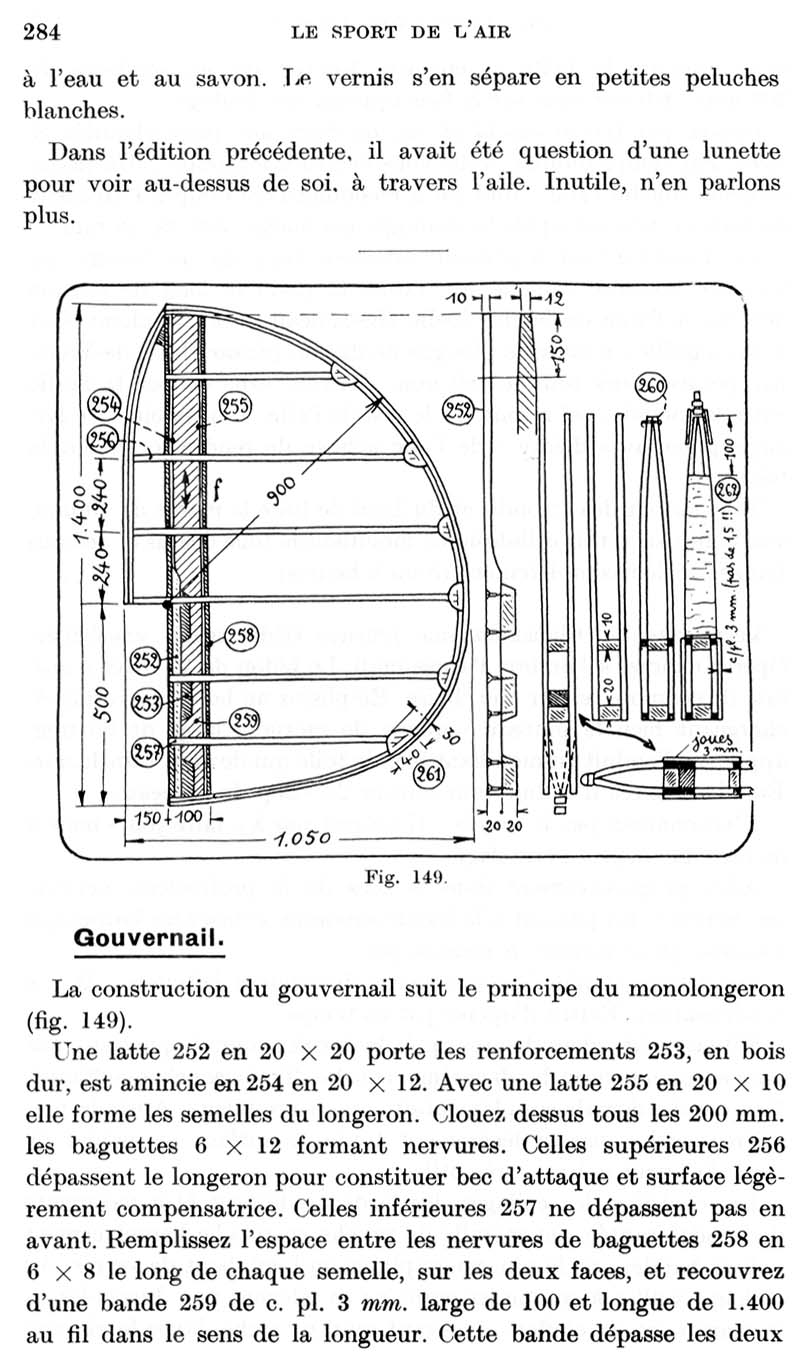 284
LE SPORT DE L'AIR
à l'eau et au savon. Le vernis s'en sépare en petites peluches
blanches.
Dans l'édition précédente, il avait été question d'une lunette
pour voir au-dessus de soi, à travers l'aile. Inutile, n'en parlons
plus.
10
12
150
254
255
256
252
260
100
262
f
900
1.400
240
240
c/pl. 3 mm. (pas de 1,5 !!)
258
252
253
259
257
500
10
20
joues
3 mm.
30
40
261
150
100
20
20
1.050
Fig. 149.
Gouvernail.
La construction du gouvernail suit le principe du monolongeron
(fig. 149).
Une latte 252 en 20 × 20 porte les renforcements 253, en bois
dur, est amincie en 254 en 20 × 12. Avec une latte 255 en 20 × 10
elle forme les semelles du longeron. Clouez dessus tous les 200 mm.
les baguettes 6 × 12 formant nervures. Celles supérieures 256
dépassent le longeron pour constituer bec d'attaque et surface légè-
rement compensatrice. Celles inférieures 257 ne dépassent pas en
avant. Remplissez l'espace entre les nervures de baguettes 258 en
6 × 8 le long de chaque semelle, sur les deux faces, et recouvrez
d'une bande 259 de c. pl. 3 mm. large de 100 et longue de 1.400
au fil dans le sens de la longueur. Cette bande dépasse les deux